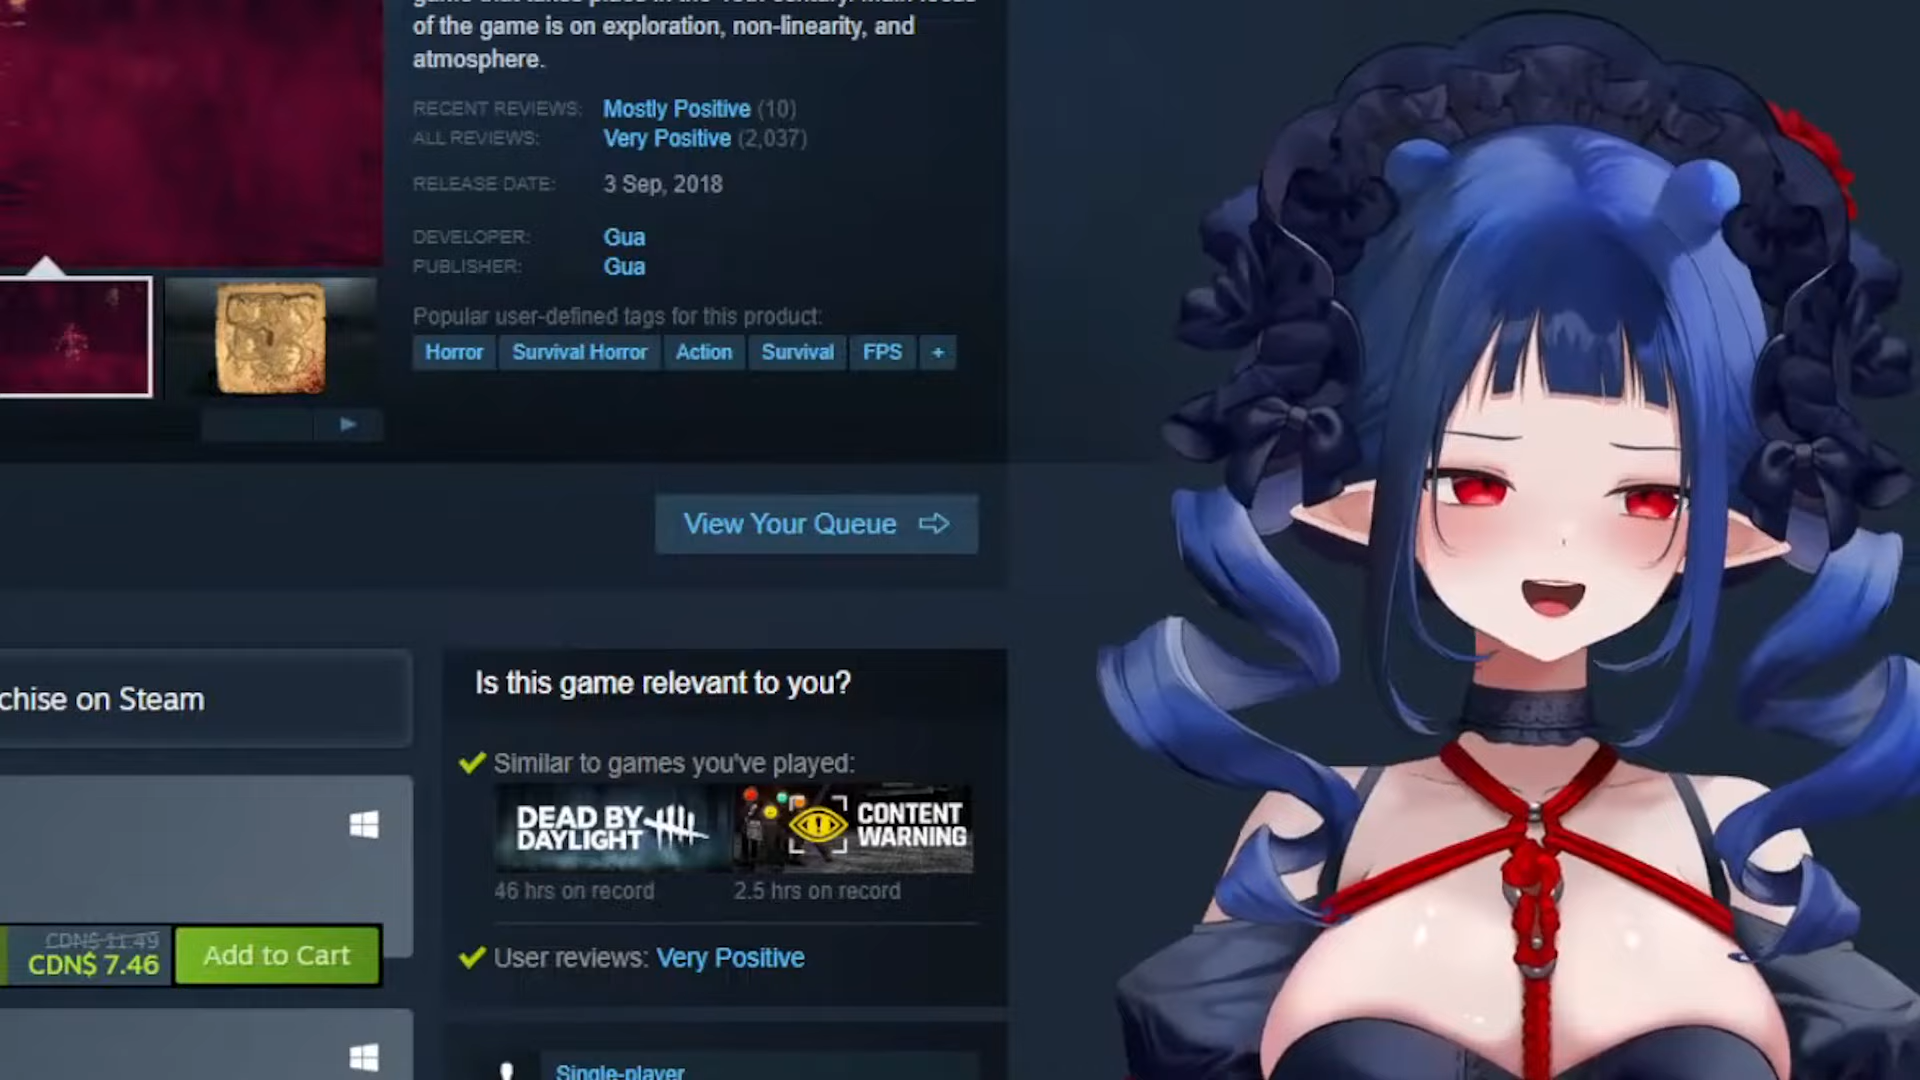 of the game is on exploration, non-linearity, and
atmosphere.
RECENT REVIEWS: Mostly Positive (10)
ALL REVIEWS: Very Positive (2,037)
RELEASE DATE: 3 Sep, 2018
DEVELOPER: Gua
PUBLISHER: Gua
Popular user-defined tags for this product:
Horror Survival Horror Action Survival FPS +
View Your Queue
chise on Steam
Is this game relevant to you?
Similar to games you've played:
DEAD BY DAYLIGHT
CONTENT WARNING
46 hrs on record 2.5 hrs on record
CDN$ 11.49
CDN$ 7.46
Add to Cart
User reviews: Very Positive
Single-player